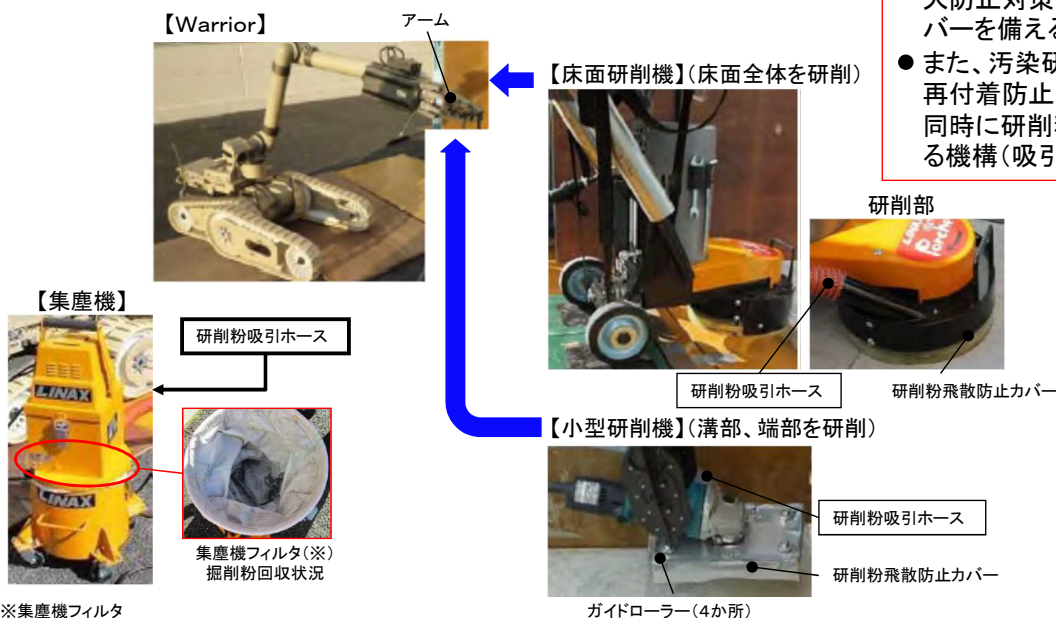 【Warrior】
アーム
バーを備える
● また、汚染研
再付着防止
同時に研削
る機構(吸引
【床面研削機】(床面全体を研削)
研削部
LINAX
Porche
【集塵機】
研削粉吸引ホース
LINAX
LINAX
集塵機フィルタ(※)
掘削粉回収状況
研削粉吸引ホース
研削粉飛散防止カバー
【小型研削機】(溝部、端部を研削)
研削粉吸引ホース
研削粉飛散防止カバー
ガイドローラー(4か所)
※集塵機フィルタ